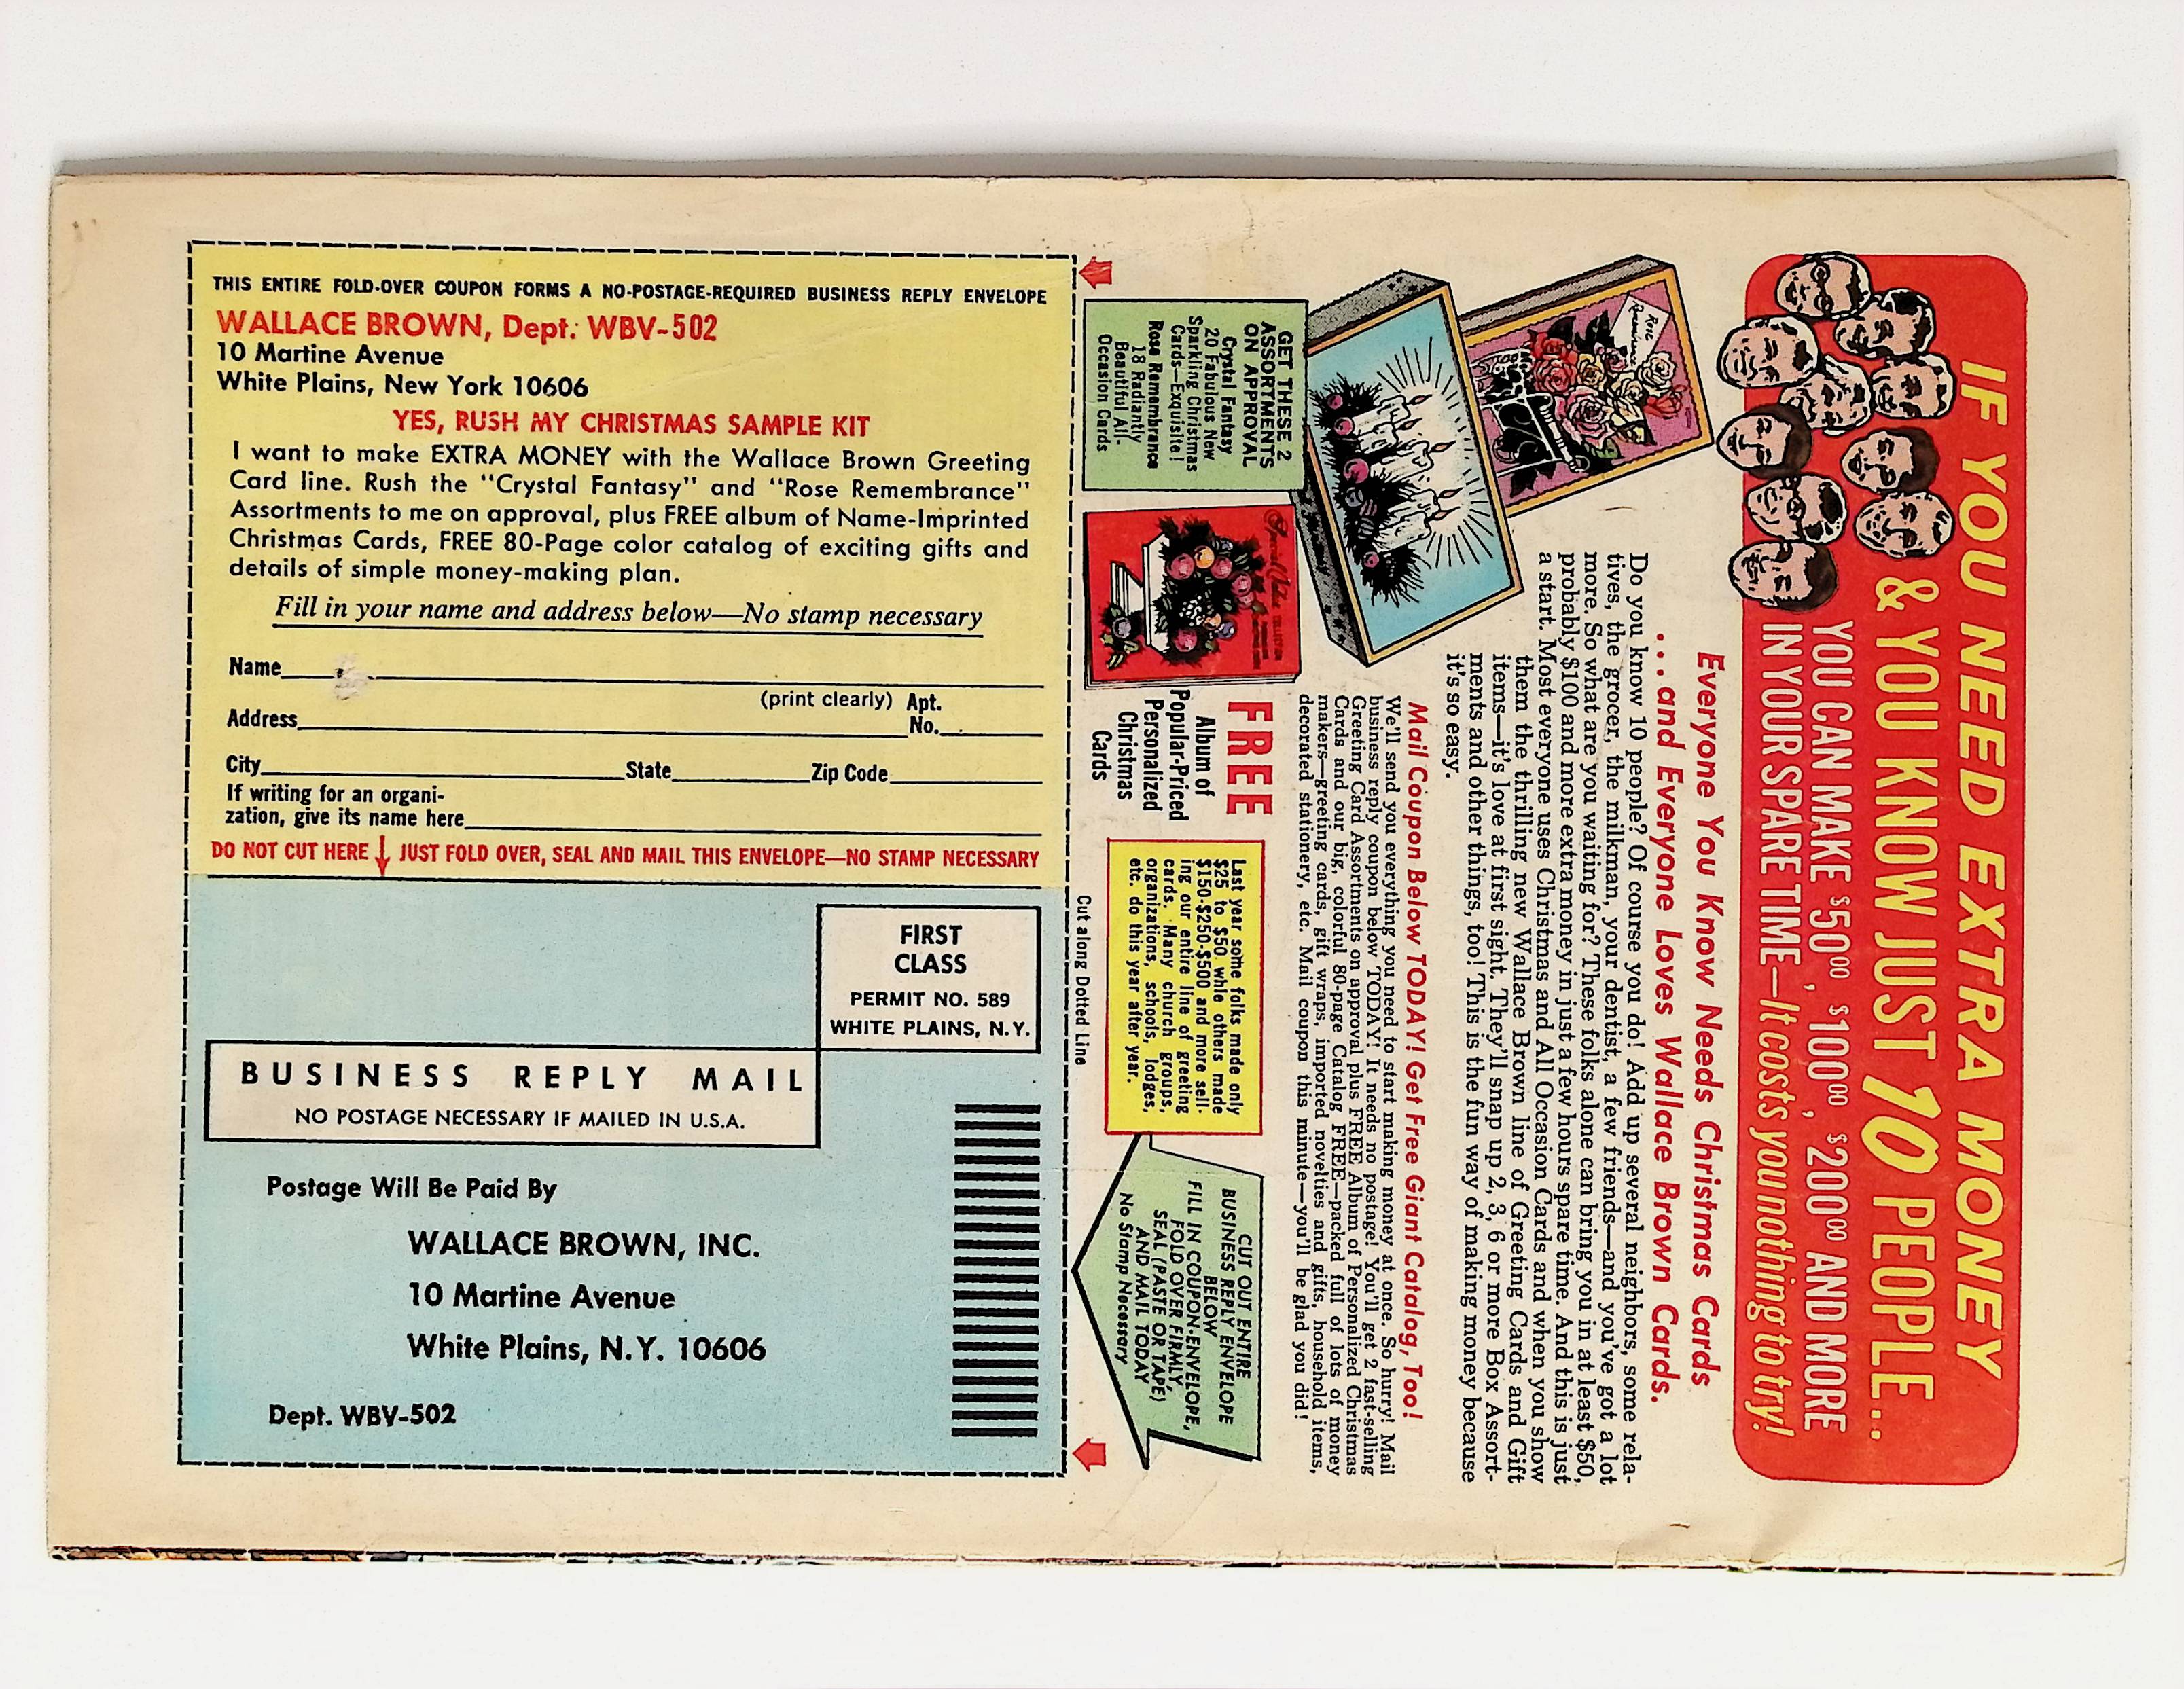 IF YOU NEED EXTRA MONEY
& YOU KNOW JUST 10 PEOPLE...
YOU CAN MAKE $50.00, $100.00, $200.00 AND MORE
IN YOUR SPARE TIME—It costs you nothing to try!
Everyone You Know Needs Christmas Cards
...and Everyone Loves Wallace Brown Cards.
Do you know 10 people? Of course you do! Add up several neighbors, some rela-
tives, the grocer, the milkman, your dentist, a few friends—and you've got a lot
more. So what are you waiting for? These folks alone can bring you in at least $50,
probably $100 and more extra money in just a few hours spare time. And this is just
a start. Most everyone uses Christmas and All Occasion Cards and when you show
them the thrilling new Wallace Brown line of Greeting Cards and Gift
items—it's love at first sight. They'll snap up 2, 3, 6 or more Box Assort-
ments and other things, too! This is the fun way of making money because
it's so easy.
Rose
Remembrance
Mail Coupon Below TODAY! Get Free Giant Catalog, Too!
We'll send you everything you need to start making money at once. So hurry! Mail
business reply coupon below TODAY! It needs no postage! You'll get 2 fast-selling
Greeting Card Assortments on approval plus FREE Album of Personalized Christmas
Cards and our big, colorful 80-page Catalog FREE—packed full of lots of money
makers—greeting cards, gift wraps, imported novelties and gifts, household items,
decorated stationery, etc. Mail coupon this minute—you'll be glad you did!
GET THESE 2
ASSORTMENTS
ON APPROVAL
Crystal Fantasy
20 Fabulous New
Sparkling Christmas
Cards—Exquisite!
Rose Remembrance
18 Radiantly
Beautiful All-
Occasion Cards
Special Value
COLLECTION
FREE
Album of
Popular-Priced
Personalized
Christmas
Cards
Last year some folks made only
$25 to $50, while others made
$150-$250-$500 and more sell-
ing our entire line of greeting
cards. Many church groups,
organizations, schools, lodges,
etc. do this year after year.
CUT OUT ENTIRE
BUSINESS REPLY ENVELOPE
BELOW
FILL IN COUPON-ENVELOPE,
FOLD OVER FIRMLY,
SEAL (PASTE OR TAPE)
AND MAIL TODAY
No Stamp Necessary
Cut along Dotted Line
THIS ENTIRE FOLD-OVER COUPON FORMS A NO-POSTAGE-REQUIRED BUSINESS REPLY ENVELOPE
WALLACE BROWN, Dept. WBV-502
10 Martine Avenue
White Plains, New York 10606
YES, RUSH MY CHRISTMAS SAMPLE KIT
I want to make EXTRA MONEY with the Wallace Brown Greeting
Card line. Rush the "Crystal Fantasy" and "Rose Remembrance"
Assortments to me on approval, plus FREE album of Name-Imprinted
Christmas Cards, FREE 80-Page color catalog of exciting gifts and
details of simple money-making plan.
Fill in your name and address below—No stamp necessary
Name
(print clearly) Apt.
Address No.
City State Zip Code
If writing for an organi-
zation, give its name here
DO NOT CUT HERE JUST FOLD OVER, SEAL AND MAIL THIS ENVELOPE—NO STAMP NECESSARY
FIRST
CLASS
PERMIT NO. 589
WHITE PLAINS, N.Y.
BUSINESS REPLY MAIL
NO POSTAGE NECESSARY IF MAILED IN U.S.A.
Postage Will Be Paid By
WALLACE BROWN, INC.
10 Martine Avenue
White Plains, N.Y. 10606
Dept. WBV-502